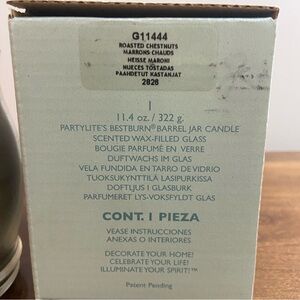 G11444
ROASTED CHESTNUTS
MARRONS CHAUDS
HEISSE MARONI
NUECES TOSTADAS
PAAHDETUT KASTANJAT
2826
1
11.4 oz. / 322 g.
PARTYLITE'S BESTBURN® BARREL JAR CANDLE
SCENTED WAX-FILLED GLASS
BOUGIE PARFUMÉ EN VERRE
DUFTWACHS IM GLAS
VELA FUNDIDA EN TARRO DE VIDRIO
TUOKSUKYNTTILÄ LASIPURKISSA
DOFTLJUS I GLASBURK
PARFUMERET LYS-VOKSFYLDT GLAS
CONT. 1 PIEZA
VEASE INSTRUCCIONES
ANEXAS O INTERIORES
DECORATE YOUR HOME!
CELEBRATE YOUR LIFE!
ILLUMINATE YOUR SPIRIT!™
Patent Pending